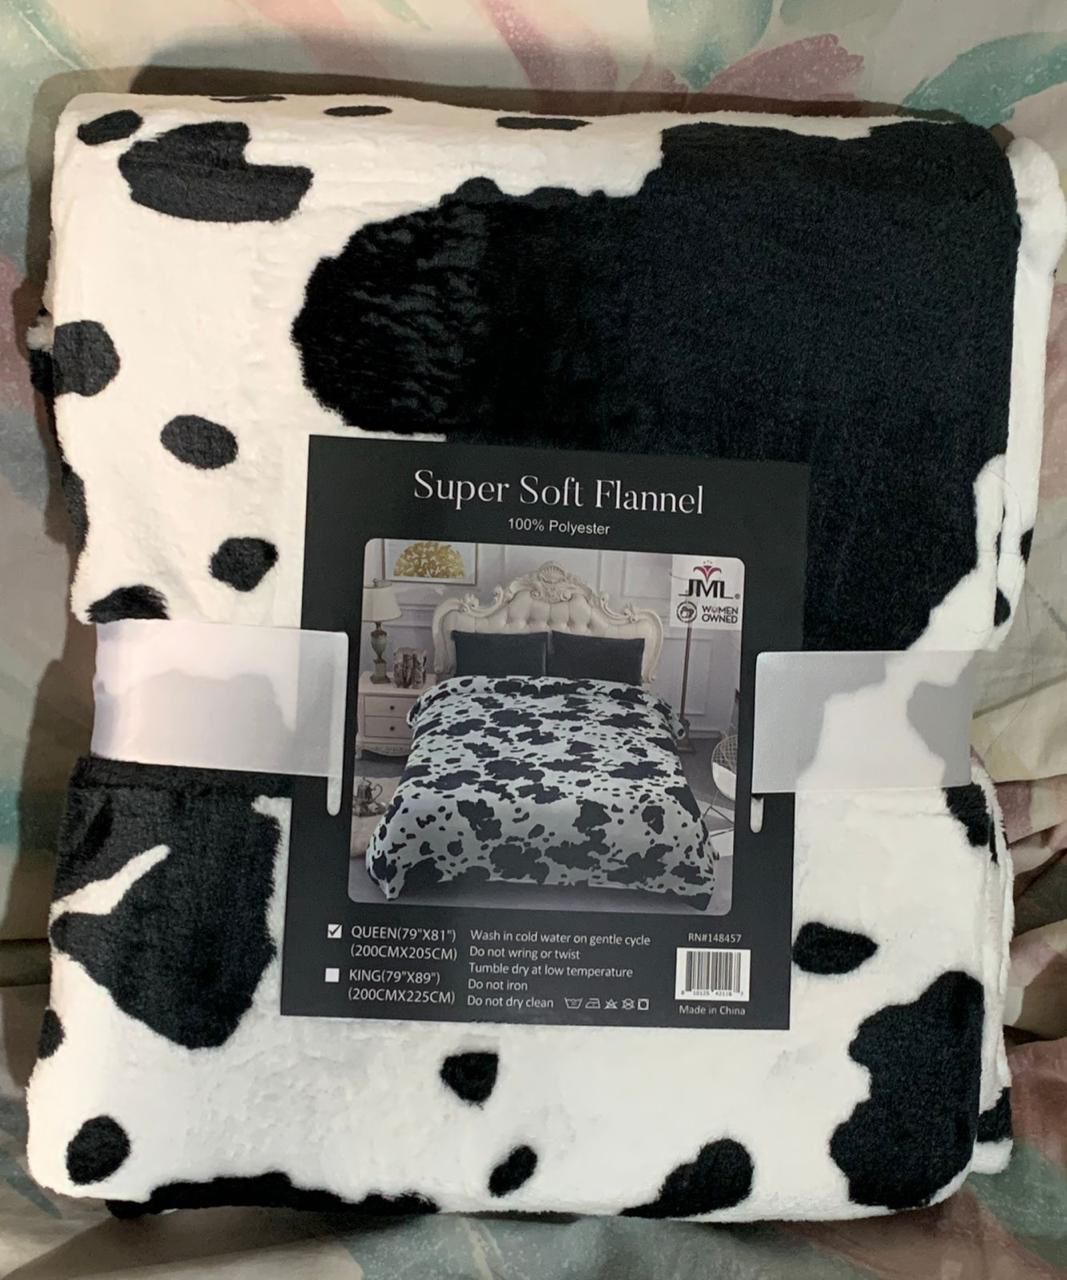 Super Soft Flannel
100% Polyester
JML®
WOMEN
OWNED
☑ QUEEN(79"X81")
(200CMX205CM)
☐ KING(79"X89")
(200CMX225CM)
Wash in cold water on gentle cycle
Do not wring or twist
Tumble dry at low temperature
Do not iron
Do not dry clean
RN#148457
Made in China